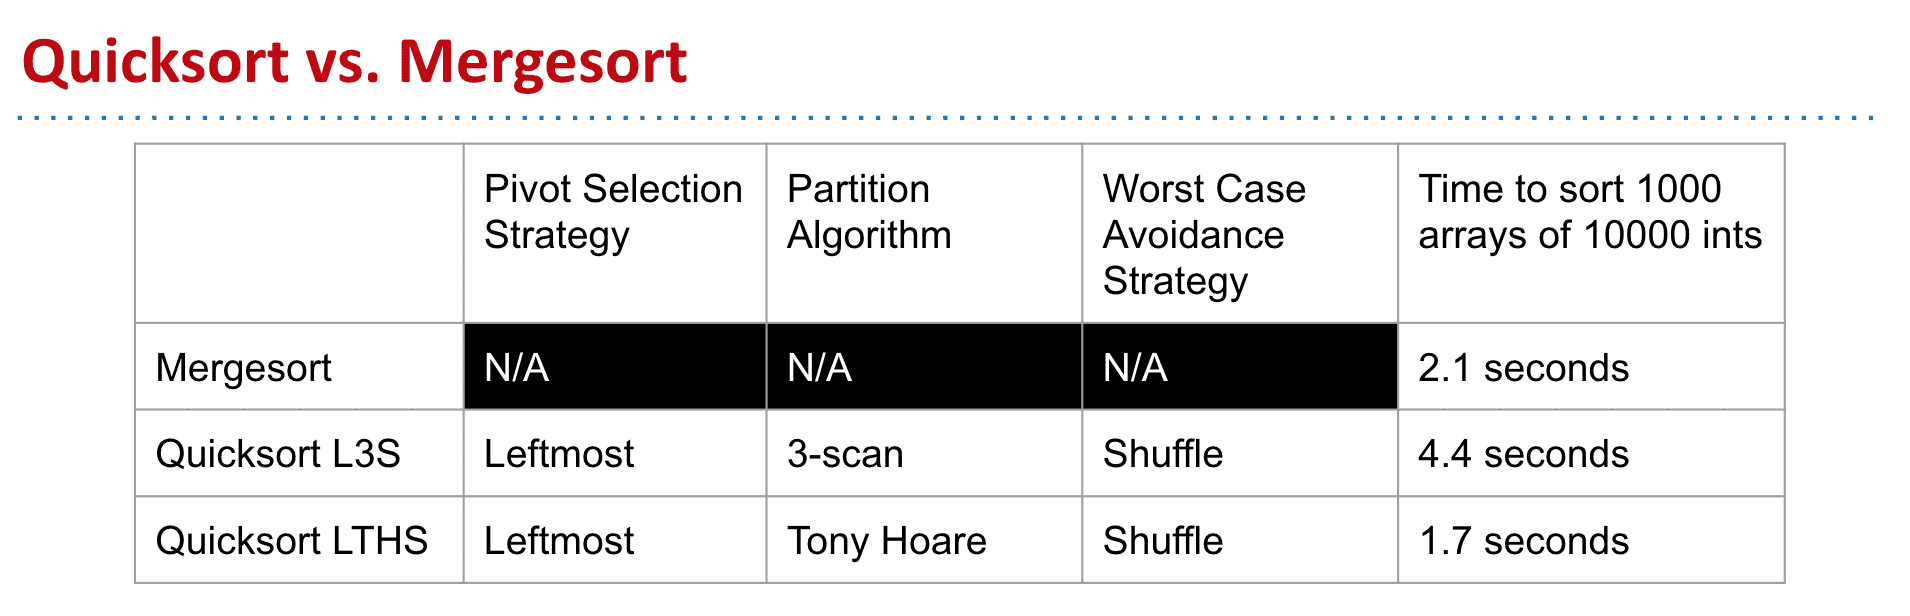 Quicksort vs. Mergesort
Pivot Selection Strategy
Partition Algorithm
Worst Case Avoidance Strategy
Time to sort 1000 arrays of 10000 ints
Mergesort N/A N/A N/A 2.1 seconds
Quicksort L3S Leftmost 3-scan Shuffle 4.4 seconds
Quicksort LTHS Leftmost Tony Hoare Shuffle 1.7 seconds